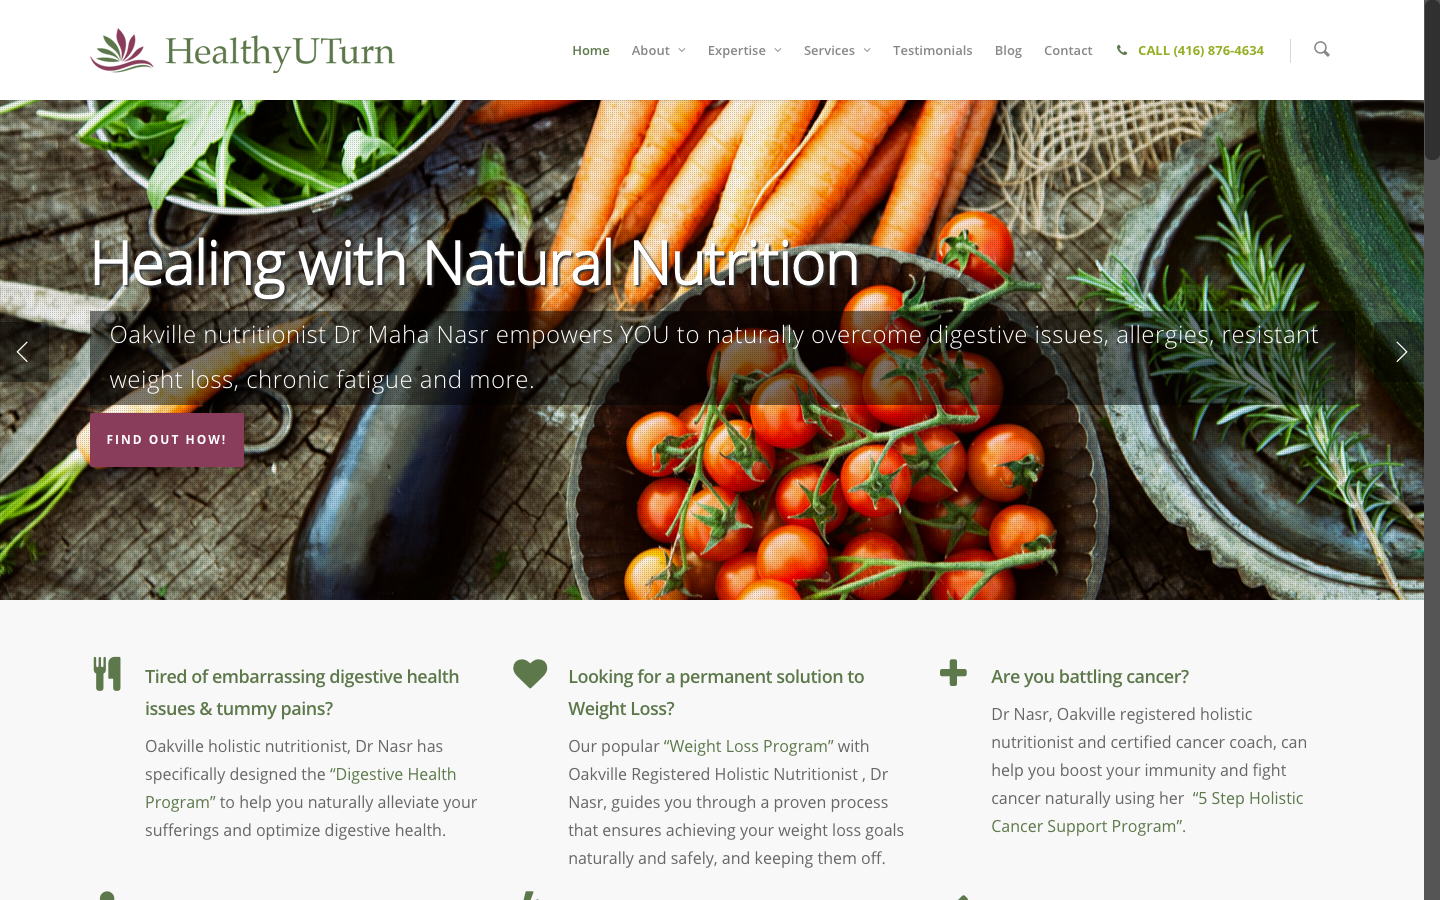 HealthyUTurn
Home About Expertise Services Testimonials Blog Contact CALL (416) 876-4634
Healing with Natural Nutrition
Oakville nutritionist Dr Maha Nasr empowers YOU to naturally overcome digestive issues, allergies, resistant
weight loss, chronic fatigue and more.
FIND OUT HOW!
Tired of embarrassing digestive health
issues & tummy pains?
Oakville holistic nutritionist, Dr Nasr has
specifically designed the “Digestive Health
Program” to help you naturally alleviate your
sufferings and optimize digestive health.
Looking for a permanent solution to
Weight Loss?
Our popular “Weight Loss Program” with
Oakville Registered Holistic Nutritionist , Dr
Nasr, guides you through a proven process
that ensures achieving your weight loss goals
naturally and safely, and keeping them off.
Are you battling cancer?
Dr Nasr, Oakville registered holistic
nutritionist and certified cancer coach, can
help you boost your immunity and fight
cancer naturally using her “5 Step Holistic
Cancer Support Program”.